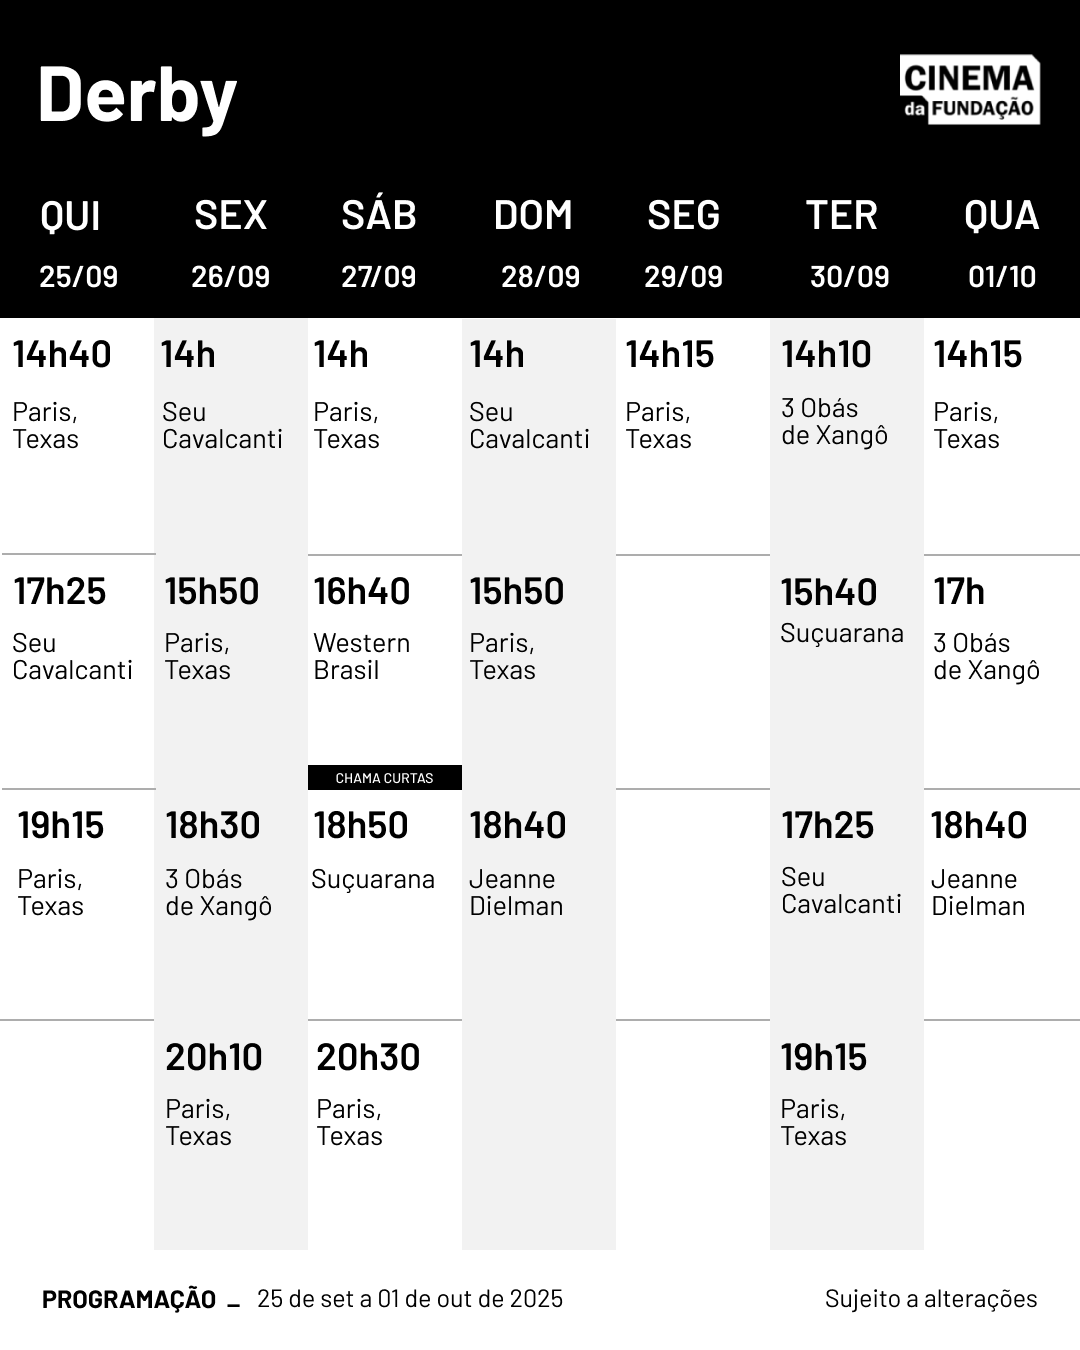 Derby
CINEMA
da FUNDAÇÃO
QUI SEX SÁB DOM SEG TER QUA
25/09 26/09 27/09 28/09 29/09 30/09 01/10
14h40 14h 14h 14h 14h15 14h10 14h15
Paris, Seu Paris, Seu Paris, 3 Obás Paris,
Texas Cavalcanti Texas Cavalcanti Texas de Xangô Texas
17h25 15h50 16h40 15h50 15h40 17h
Seu Paris, Western Paris, Suçuarana 3 Obás
Cavalcanti Texas Brasil Texas de Xangô
CHAMA CURTAS
19h15 18h30 18h50 18h40 17h25 18h40
Paris, 3 Obás Suçuarana Jeanne Seu Jeanne
Texas de Xangô Dielman Cavalcanti Dielman
20h10 20h30 19h15
Paris, Paris, Paris,
Texas Texas Texas
PROGRAMAÇÃO _ 25 de set a 01 de out de 2025 Sujeito a alterações